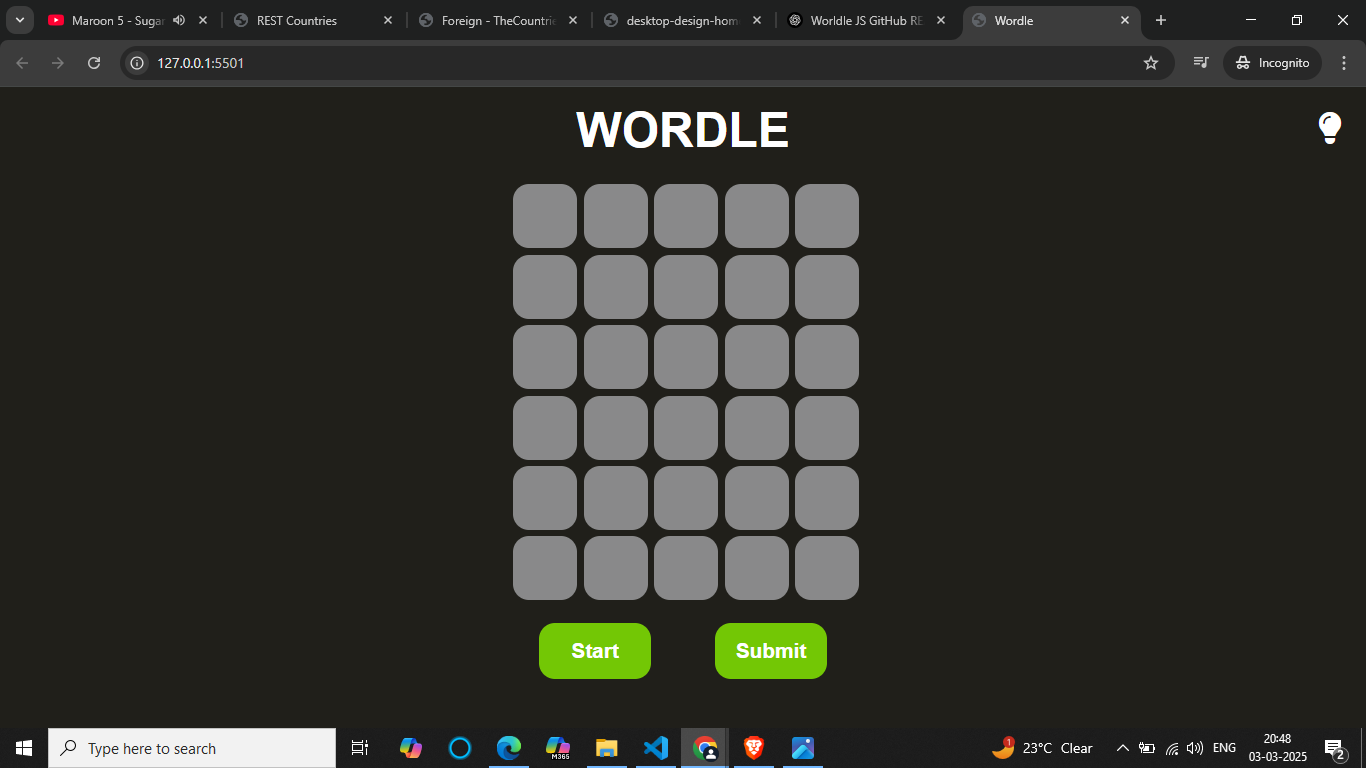 Maroon 5 - Sugar
REST Countries
Foreign - TheCountrie
desktop-design-hom
Worldle JS GitHub RE
Wordle
127.0.0.1:5501
Incognito
WORDLE
Start
Submit
Type here to search
M365
1
23°C Clear
ENG
20:48
03-03-2025
2